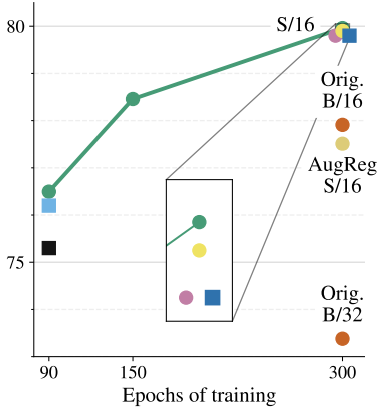 80
S/16
Orig.
B/16
AugReg
S/16
75
Orig.
B/32
90
150
300
Epochs of training